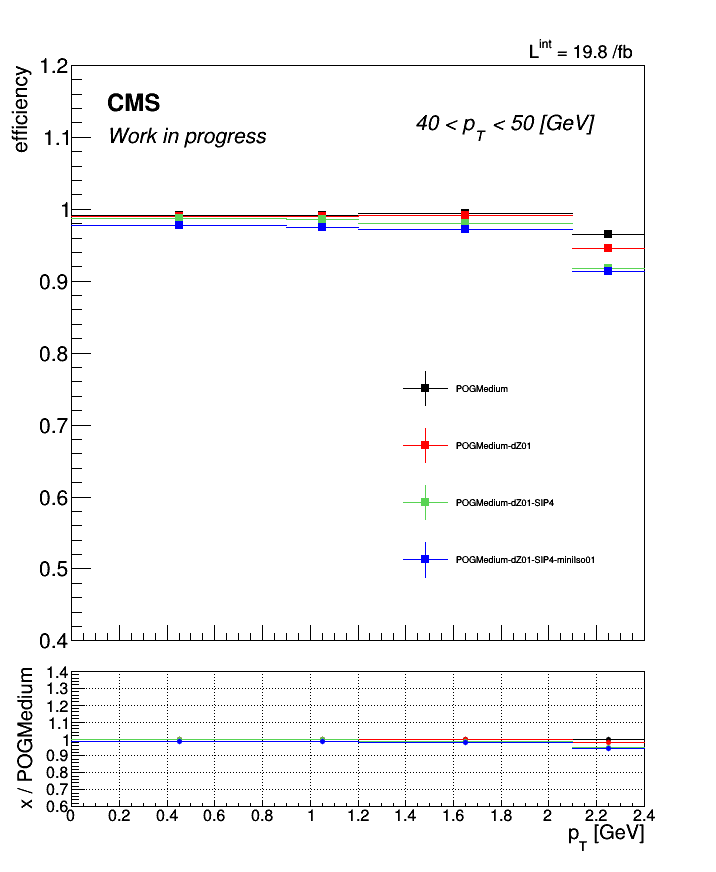 L^int = 19.8 /fb
efficiency
1.2
1.1
1
0.9
0.8
0.7
0.6
0.5
0.4
CMS
Work in progress
40 < p_T < 50 [GeV]
POGMedium
POGMedium-dZ01
POGMedium-dZ01-SIP4
POGMedium-dZ01-SIP4-miniIso01
x / POGMedium
1.4
1.3
1.2
1.1
1
0.9
0.8
0.7
0.6
0 0.2 0.4 0.6 0.8 1 1.2 1.4 1.6 1.8 2 2.2 2.4
p_T [GeV]